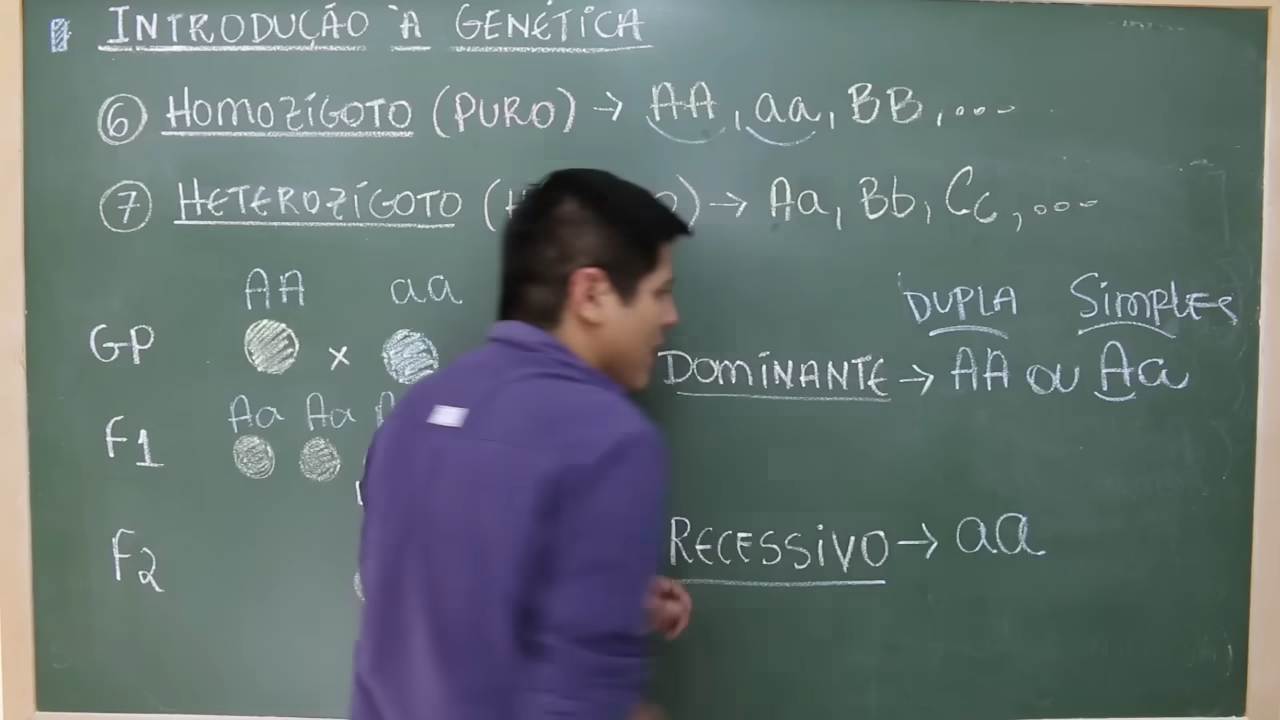 INTRODUÇÃO À GENÉTICA
6 HOMOZÍGOTO (PURO) → AA, aa, BB, ...
7 HETEROZÍGOTO ( ) → Aa, Bb, Cc, ...
AA aa
GP x
Aa Aa
F1
F2
DUPLA SIMPLES
DOMINANTE → AA OU Aa
RECESSIVO → aa